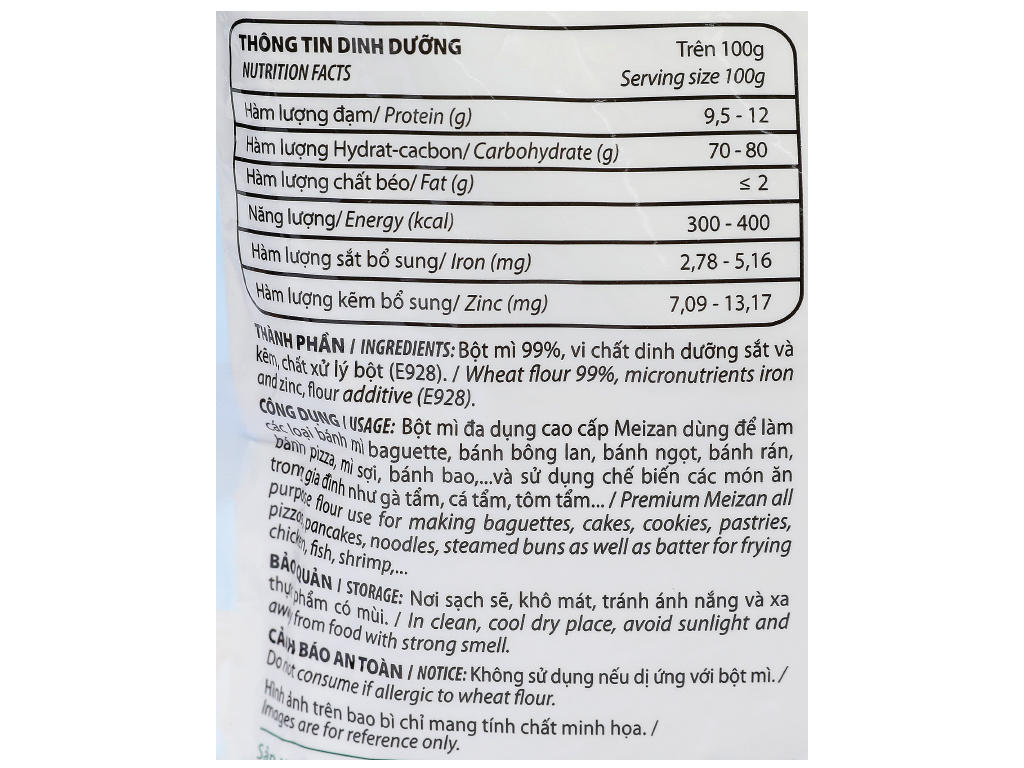 THÔNG TIN DINH DƯỠNG Trên 100g
NUTRITION FACTS Serving size 100g
Hàm lượng đạm/ Protein (g) 9,5 - 12
Hàm lượng Hydrat-cacbon/ Carbohydrate (g) 70 - 80
Hàm lượng chất béo/ Fat (g) ≤ 2
Năng lượng/ Energy (kcal) 300 - 400
Hàm lượng sắt bổ sung/ Iron (mg) 2,78 - 5,16
Hàm lượng kẽm bổ sung/ Zinc (mg) 7,09 - 13,17
THÀNH PHẦN / INGREDIENTS: Bột mì 99%, vi chất dinh dưỡng sắt và
kẽm, chất xử lý bột (E928). / Wheat flour 99%, micronutrients iron
and zinc, flour additive (E928).
CÔNG DỤNG / USAGE: Bột mì đa dụng cao cấp Meizan dùng để làm
các loại bánh mì baguette, bánh bông lan, bánh ngọt, bánh rán,
bánh pizza, mì sợi, bánh bao,...và sử dụng chế biến các món ăn
trong gia đình như gà tẩm, cá tẩm, tôm tẩm... / Premium Meizan all
purpose flour use for making baguettes, cakes, cookies, pastries,
pizza, pancakes, noodles, steamed buns as well as batter for frying
chicken, fish, shrimp,...
BẢO QUẢN / STORAGE: Nơi sạch sẽ, khô mát, tránh ánh nắng và xa
thực phẩm có mùi. / In clean, cool dry place, avoid sunlight and
away from food with strong smell.
CẢNH BÁO AN TOÀN / NOTICE: Không sử dụng nếu dị ứng với bột mì. /
Do not consume if allergic to wheat flour.
Hình ảnh trên bao bì chỉ mang tính chất minh họa. /
Images are for reference only.